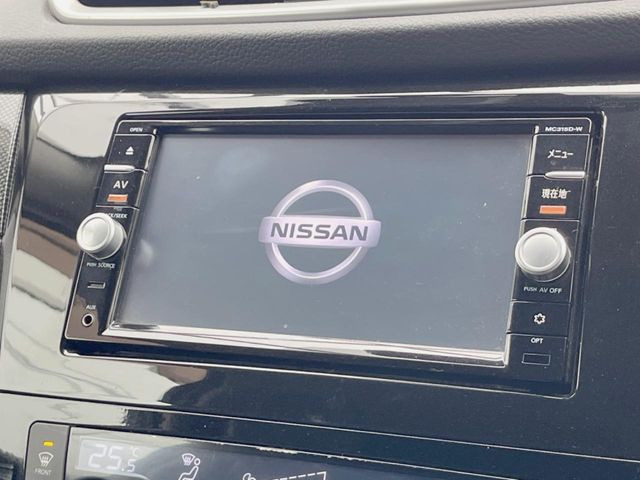 OPEN
MC315D-W
メニュー
AV
現在地
PUSH SOURCE
NISSAN
PUSH AV OFF
AUX
OPT
FRONT
25.5
°C